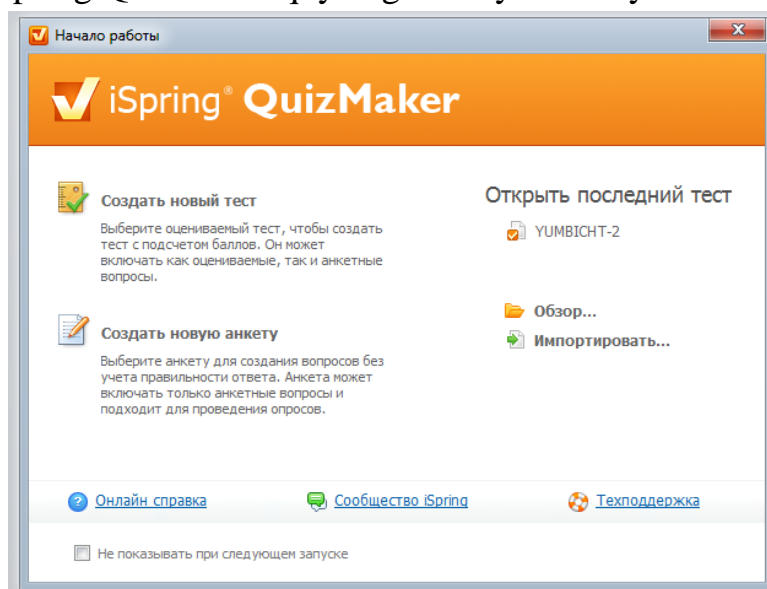 Начало работы
iSpring® QuizMaker
Создать новый тест
Выберите оцениваемый тест, чтобы создать
тест с подсчетом баллов. Он может
включать как оцениваемые, так и анкетные
вопросы.
Создать новую анкету
Выберите анкету для создания вопросов без
учета правильности ответа. Анкета может
включать только анкетные вопросы и
подходит для проведения опросов.
Открыть последний тест
YUMBICHT-2
Обзор...
Импортировать...
Онлайн справка
Сообщество iSpring
Техподдержка
Не показывать при следующем запуске